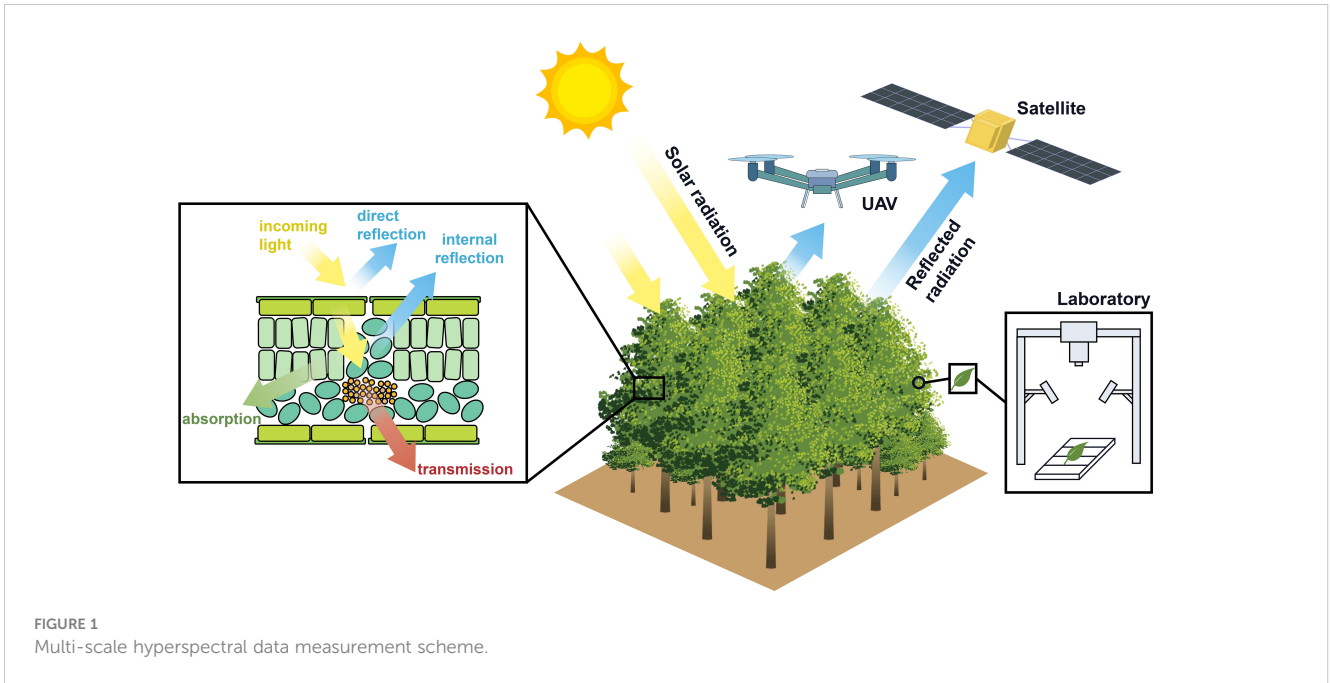 Satellite
Solar radiation
UAV
Reflected
radiation
incoming
light
direct
reflection
internal
reflection
absorption
transmission
Laboratory
FIGURE 1
Multi-scale hyperspectral data measurement scheme.